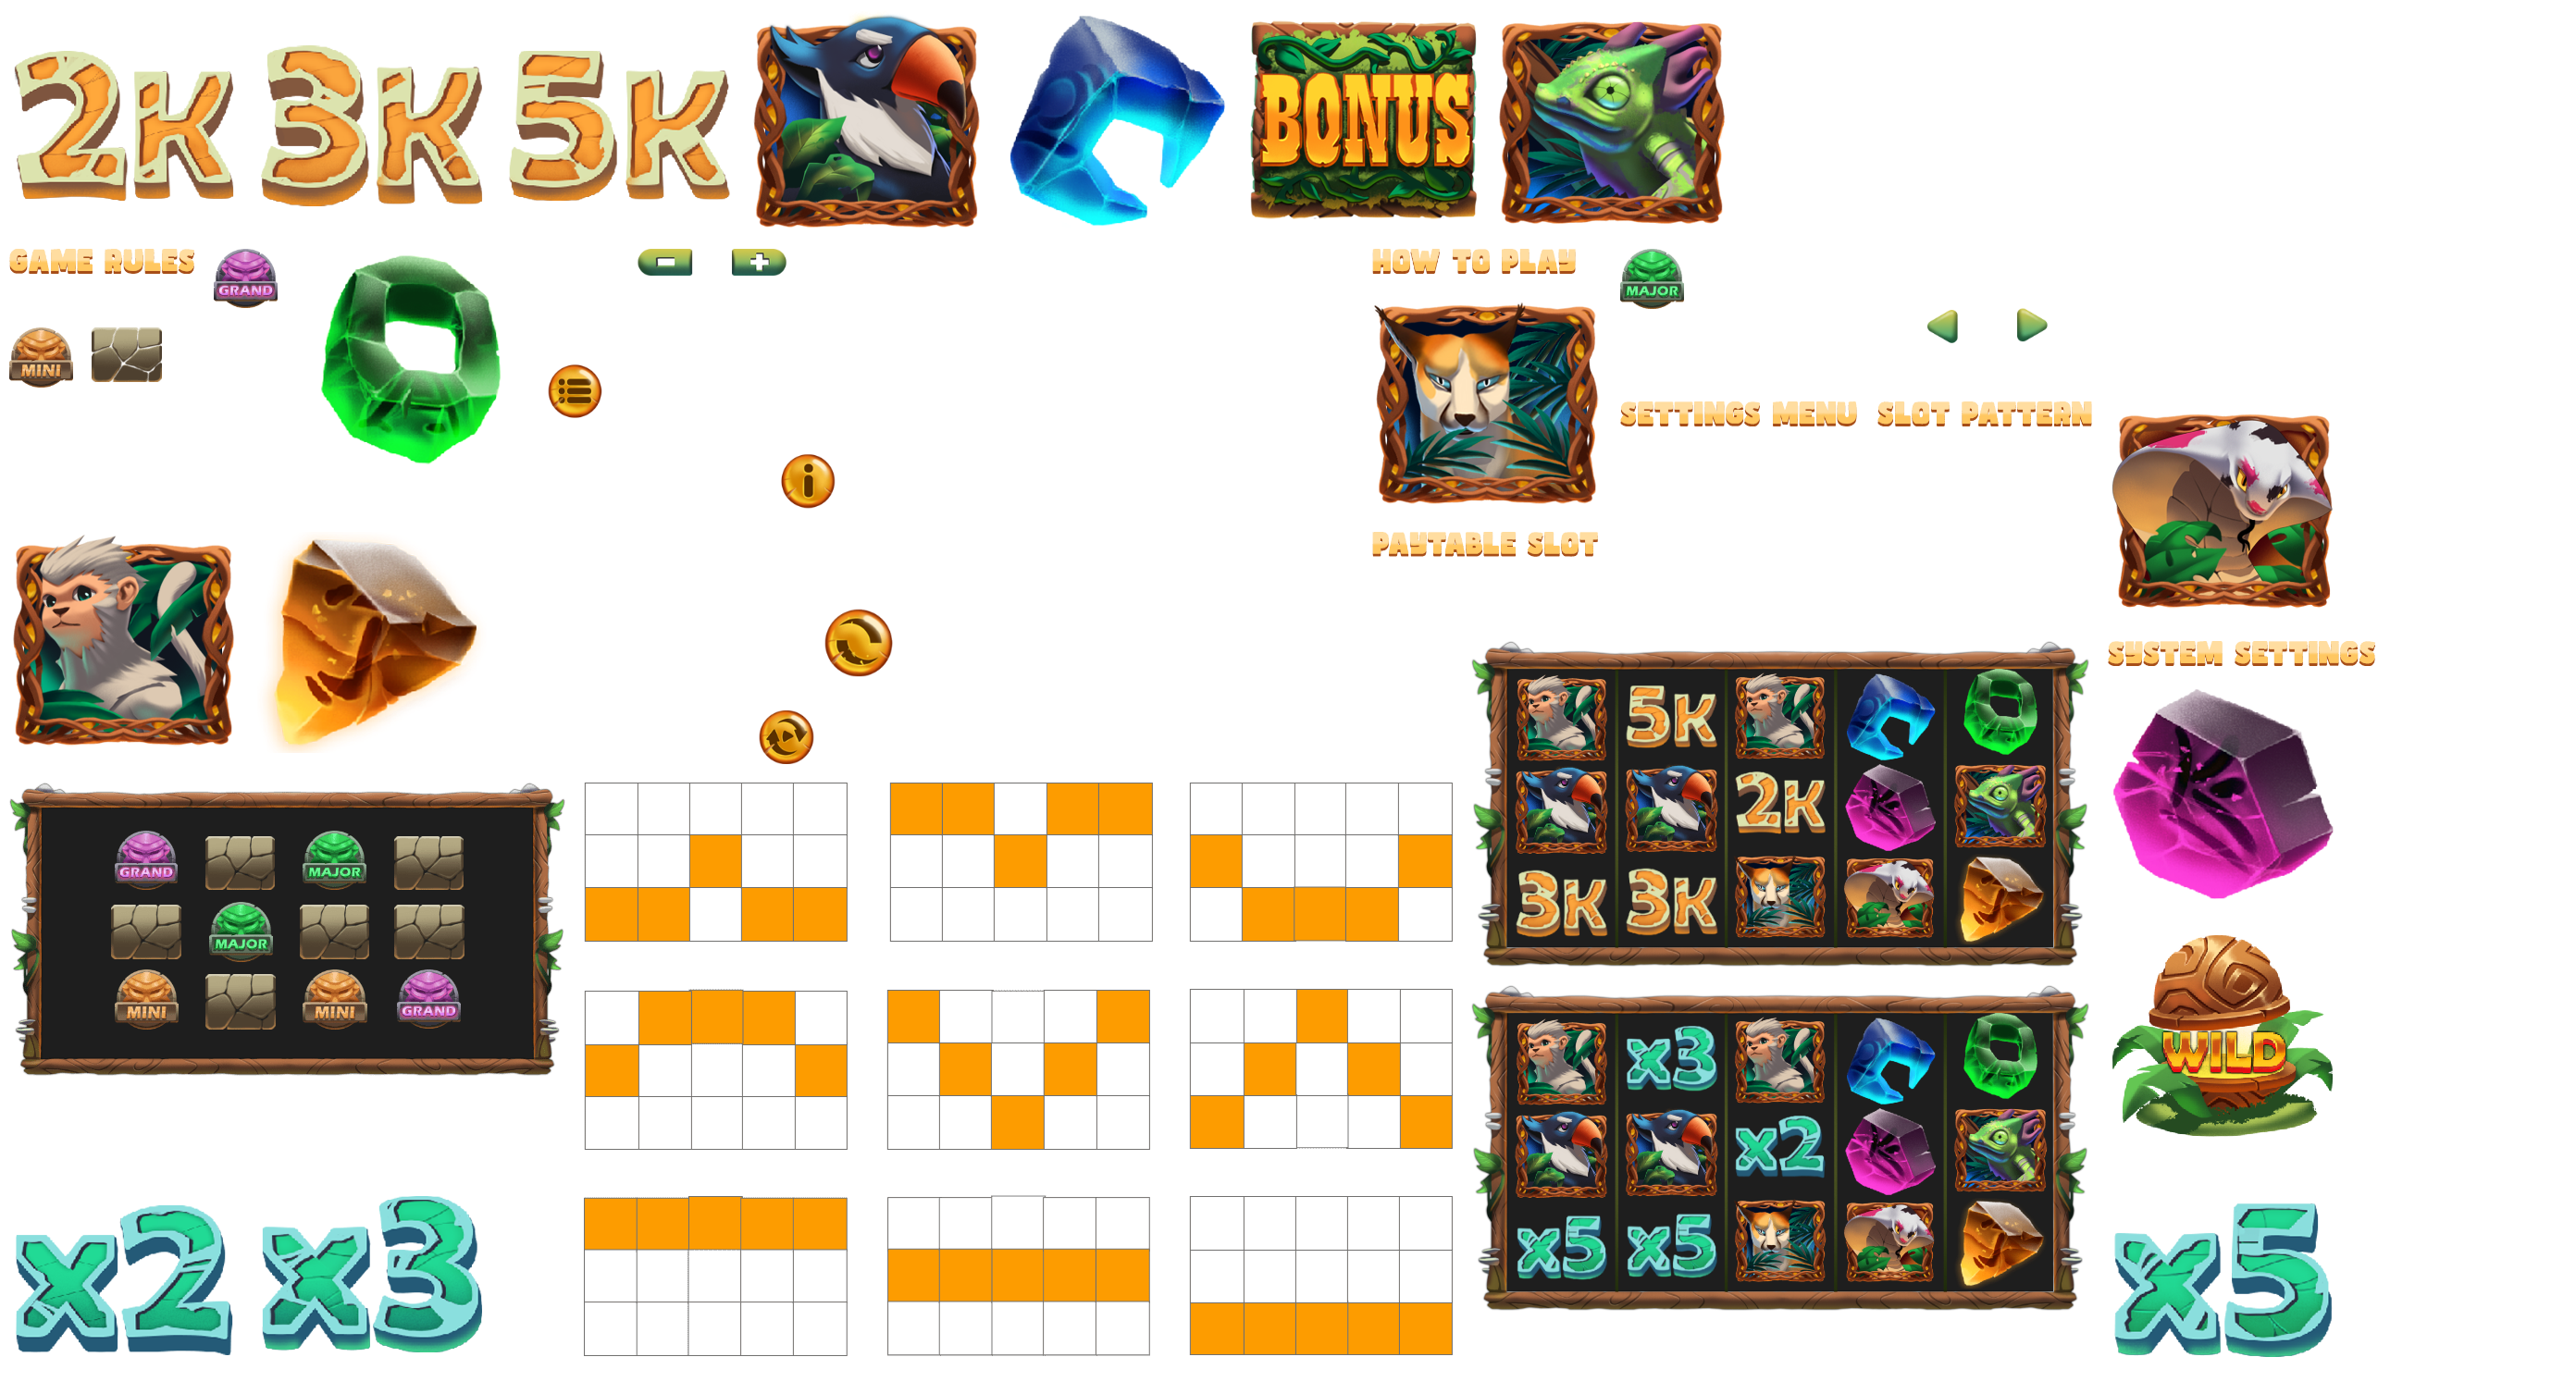 2K 3K 5K
BONUS
GAME RULES
GRAND
HOW TO PLAY
MAJOR
MINI
i
SETTINGS MENU
SLOT PATTERN
PAYTABLE SLOT
SYSTEM SETTINGS
5K
2K
3K 3K
GRAND MAJOR
MAJOR
MINI MINI GRAND
WILD
x3
x2
x5 x5
x2 x3
x5